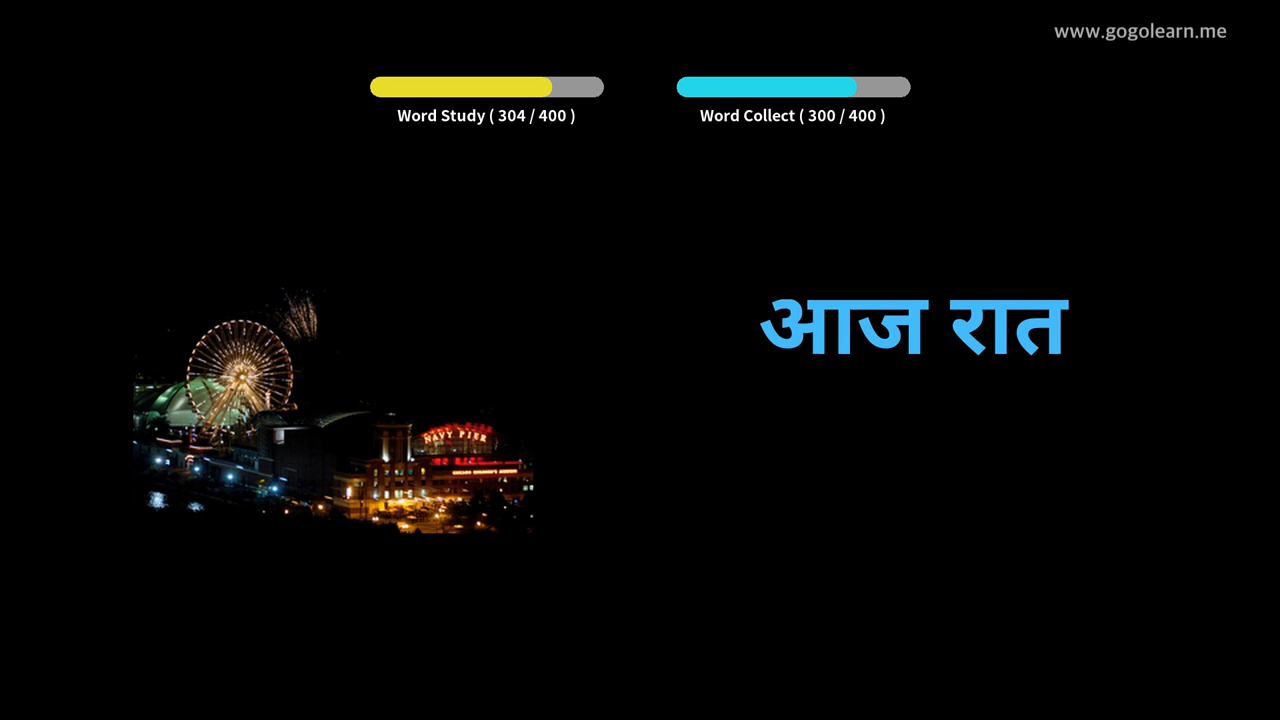 www.gogolearn.me
Word Study ( 304 / 400 )
Word Collect ( 300 / 400 )
आज रात
NAVY PIER